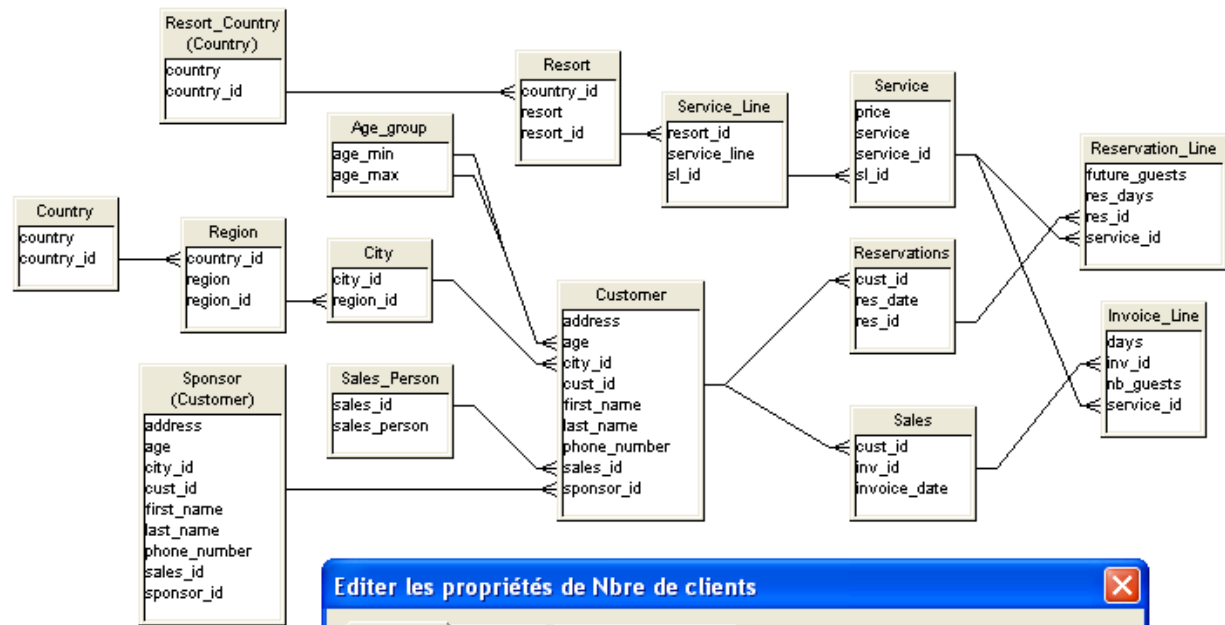 Resort_Country
(Country)
country
country_id
Resort
country_id
resort
resort_id
Service_Line
resort_id
service_line
sl_id
Service
price
service
service_id
sl_id
Reservation_Line
future_guests
res_days
res_id
service_id
Age_group
age_min
age_max
Country
country
country_id
Region
country_id
region
region_id
City
city_id
region_id
Customer
address
age
city_id
cust_id
first_name
last_name
phone_number
sales_id
sponsor_id
Reservations
cust_id
res_date
res_id
Invoice_Line
days
inv_id
nb_guests
service_id
Sponsor
(Customer)
address
age
city_id
cust_id
first_name
last_name
phone_number
sales_id
sponsor_id
Sales_Person
sales_id
sales_person
Sales
cust_id
inv_id
invoice_date
Editer les propriétés de Nbre de clients